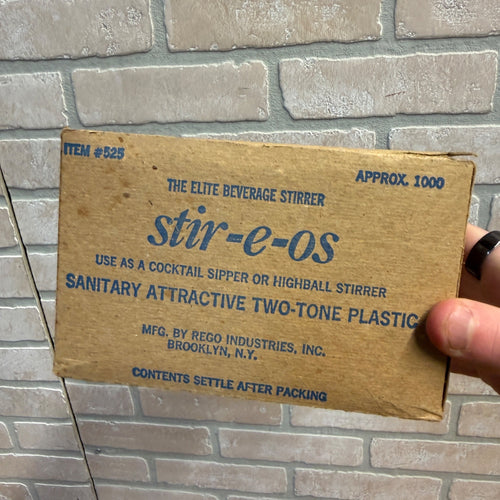 ITEM #525
APPROX. 1000
THE ELITE BEVERAGE STIRRER
stir-e-os
USE AS A COCKTAIL SIPPER OR HIGHBALL STIRRER
SANITARY ATTRACTIVE TWO-TONE PLASTIC
MFG. BY REGO INDUSTRIES, INC.
BROOKLYN, N.Y.
CONTENTS SETTLE AFTER PACKING